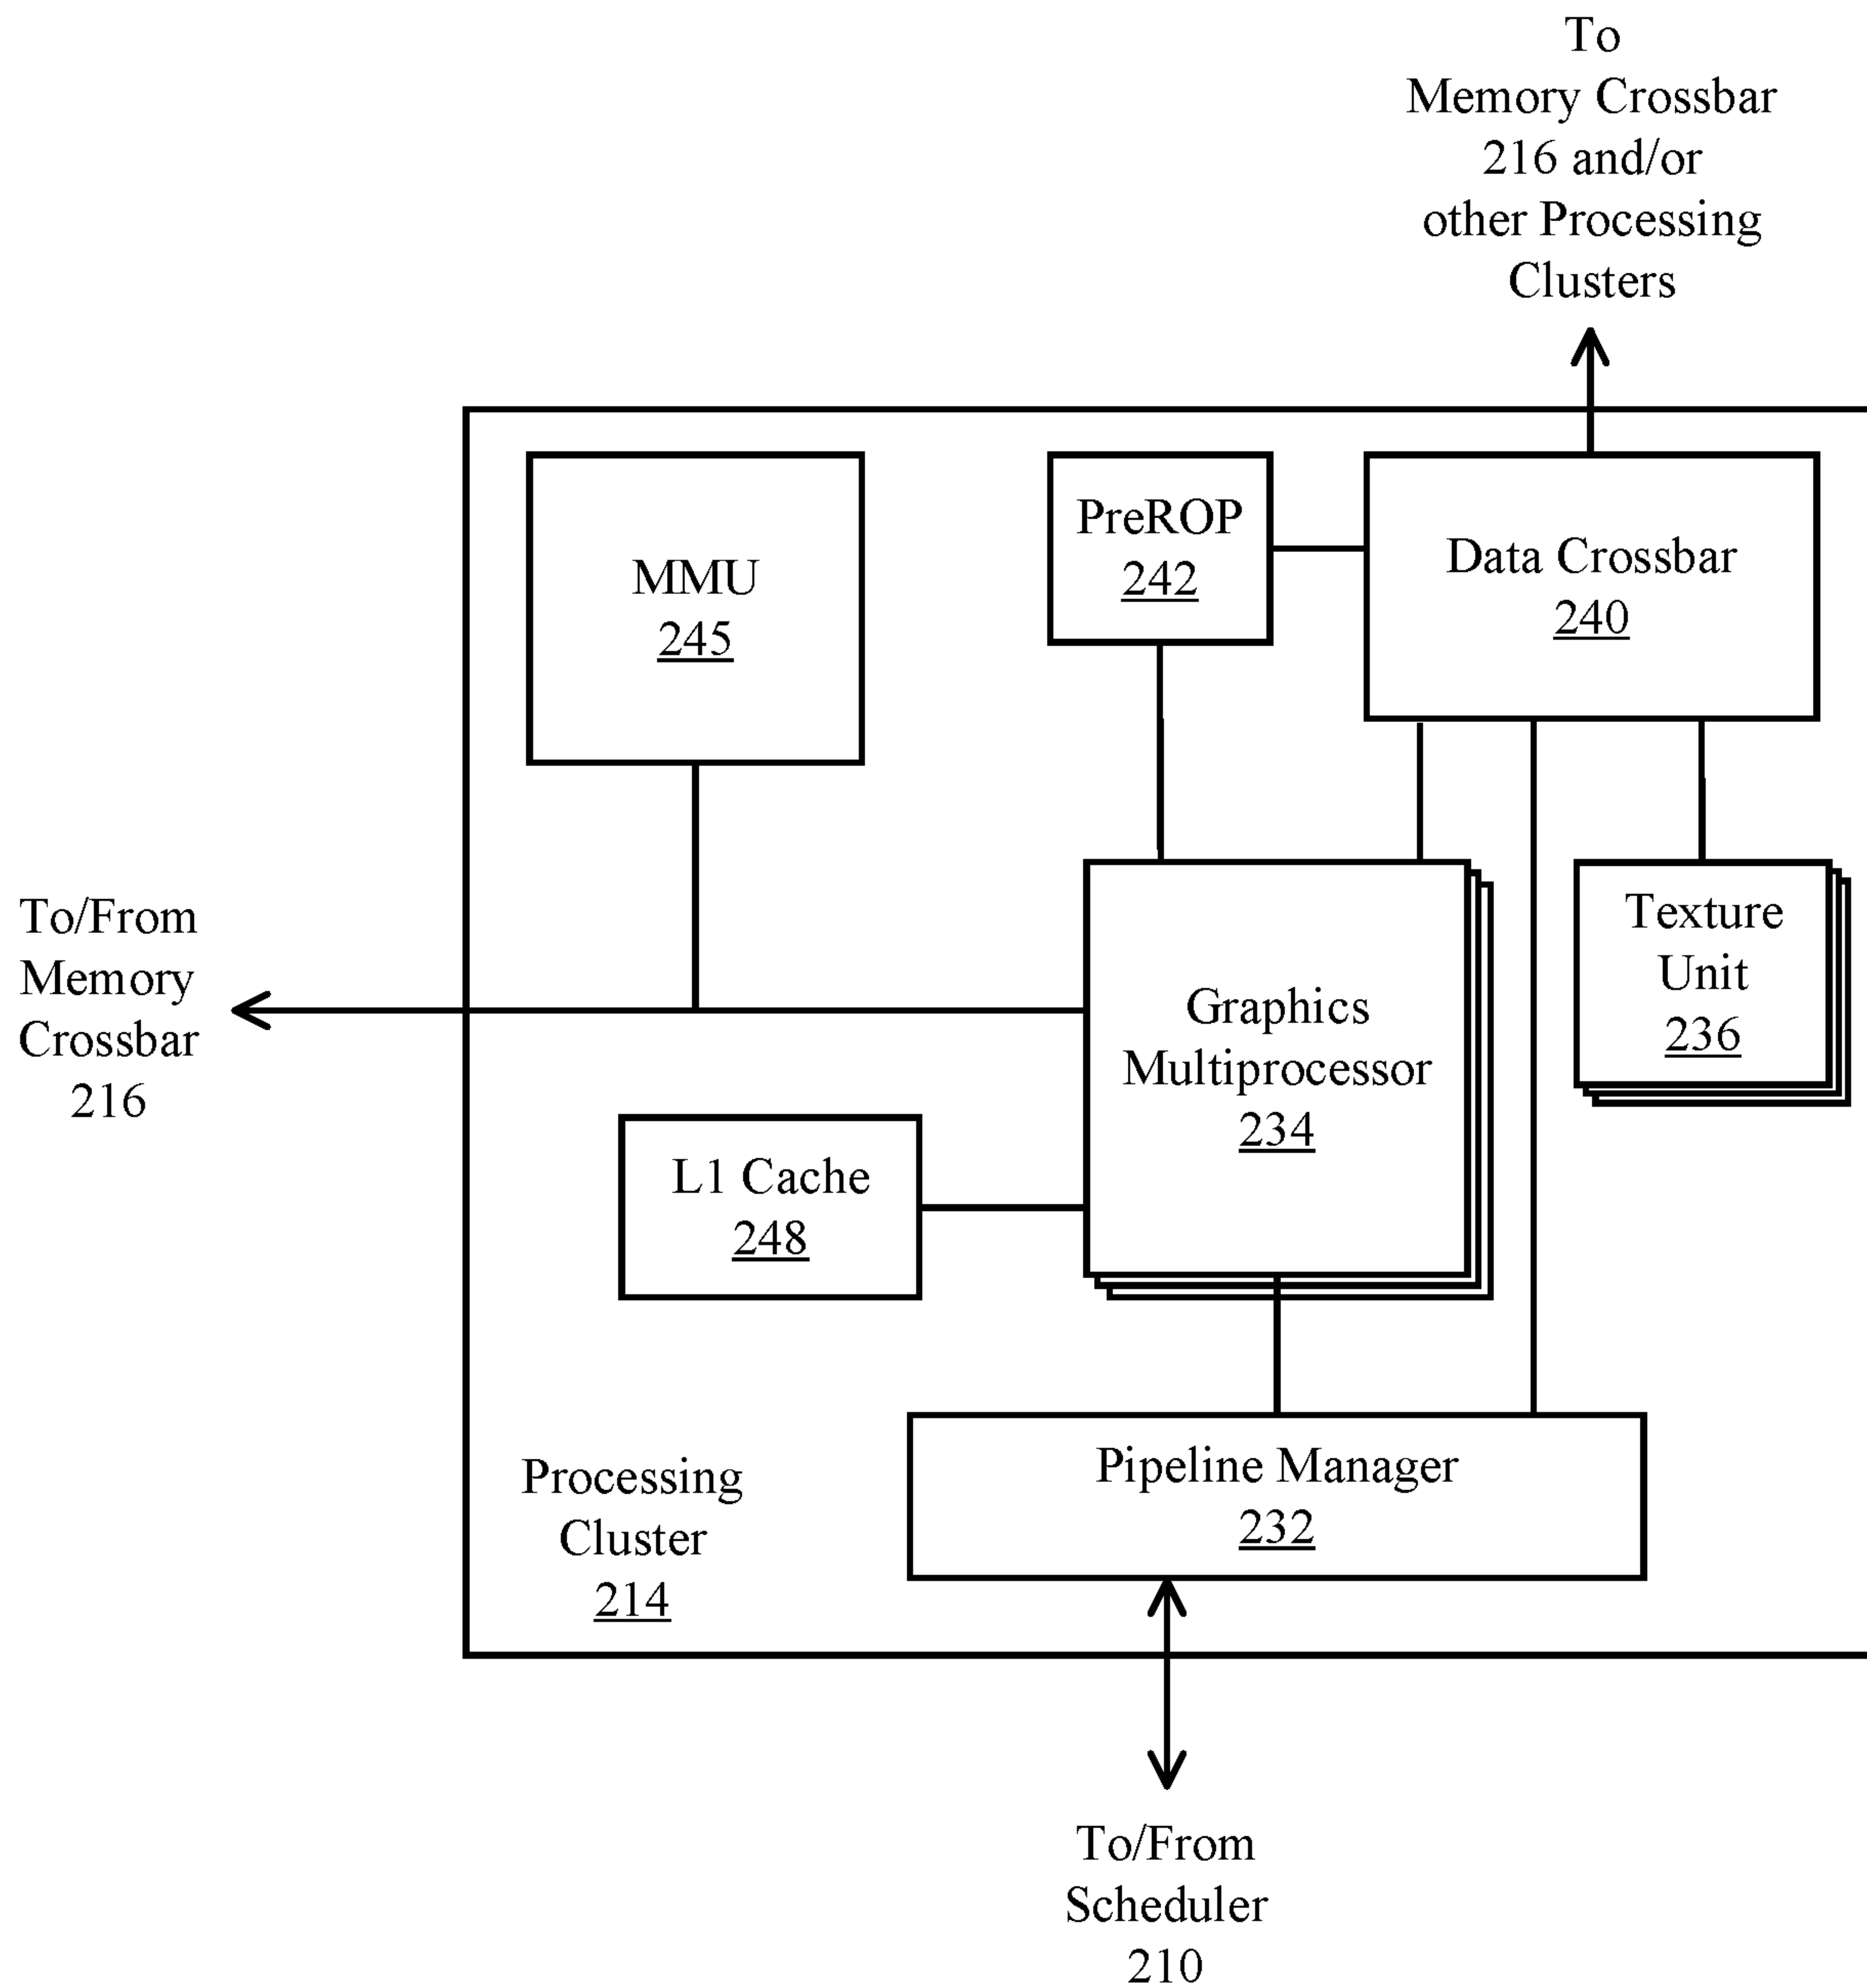 To
Memory Crossbar
216 and/or
other Processing
Clusters
MMU
245
PreROP
242
Data Crossbar
240
To/From
Memory
Crossbar
216
Graphics
Multiprocessor
234
Texture
Unit
236
L1 Cache
248
Processing
Cluster
214
Pipeline Manager
232
To/From
Scheduler
210